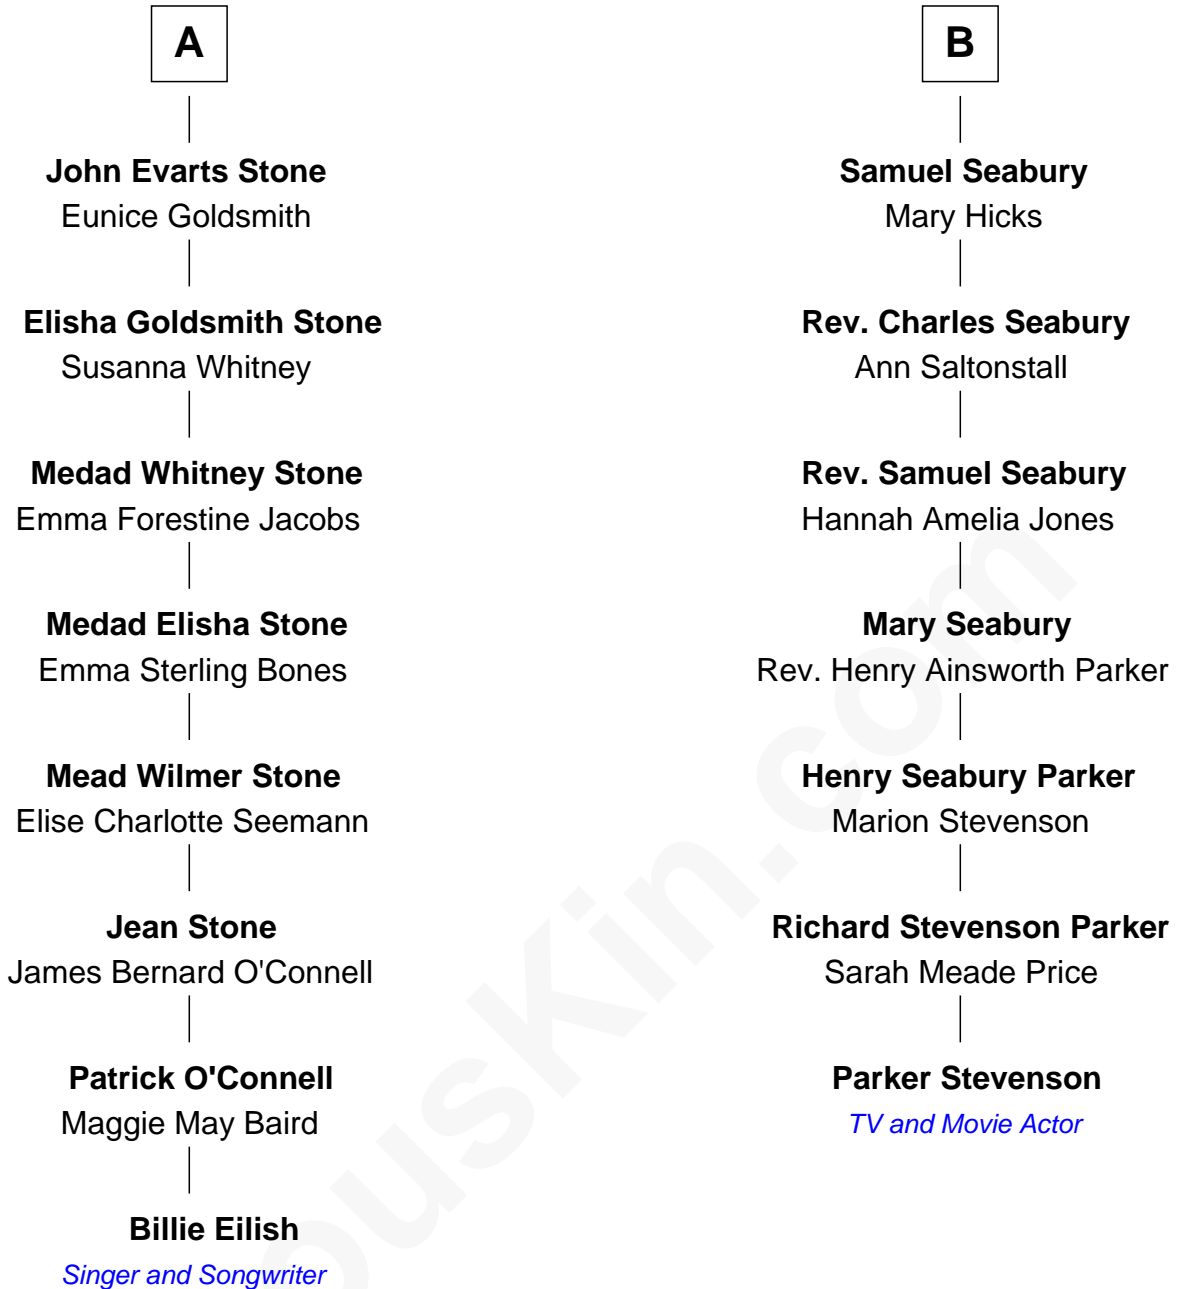 A
John Evarts Stone
Eunice Goldsmith
Elisha Goldsmith Stone
Susanna Whitney
Medad Whitney Stone
Emma Forestine Jacobs
Medad Elisha Stone
Emma Sterling Bones
Mead Wilmer Stone
Elise Charlotte Seemann
Jean Stone
James Bernard O'Connell
Patrick O'Connell
Maggie May Baird
Billie Eilish
Singer and Songwriter
B
Samuel Seabury
Mary Hicks
Rev. Charles Seabury
Ann Saltonstall
Rev. Samuel Seabury
Hannah Amelia Jones
Mary Seabury
Rev. Henry Ainsworth Parker
Henry Seabury Parker
Marion Stevenson
Richard Stevenson Parker
Sarah Meade Price
Parker Stevenson
TV and Movie Actor
ousKin.com